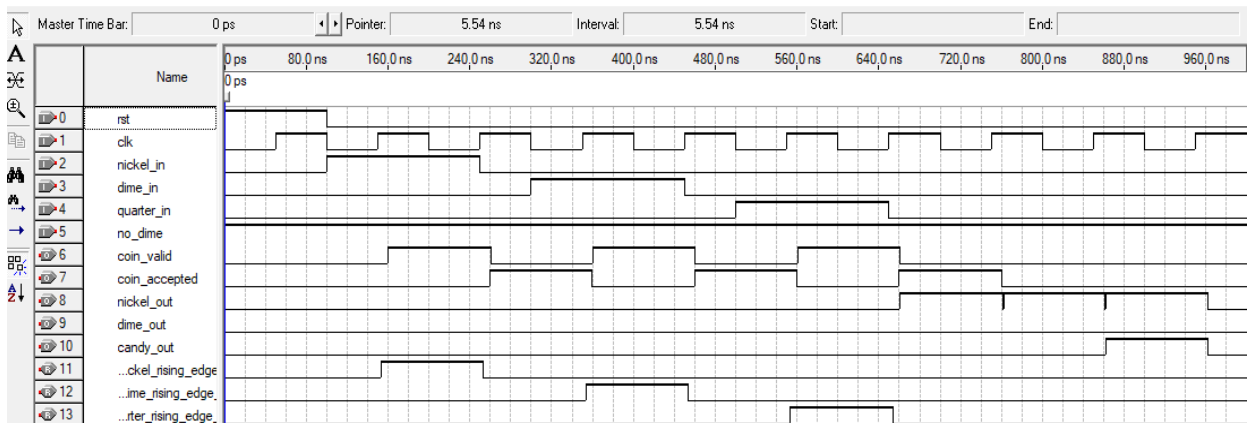 Master Time Bar: 0 ps Pointer: 5.54 ns Interval: 5.54 ns Start: End:
Name
0 ps 80.0 ns 160.0 ns 240.0 ns 320.0 ns 400.0 ns 480.0 ns 560.0 ns 640.0 ns 720.0 ns 800.0 ns 880.0 ns 960.0 ns
0 ps
0 rst
1 clk
2 nickel_in
3 dime_in
4 quarter_in
5 no_dime
6 coin_valid
7 coin_accepted
8 nickel_out
9 dime_out
10 candy_out
11 ...ckel_rising_edge
12 ...ime_rising_edge_
13 ...rter_rising_edge_